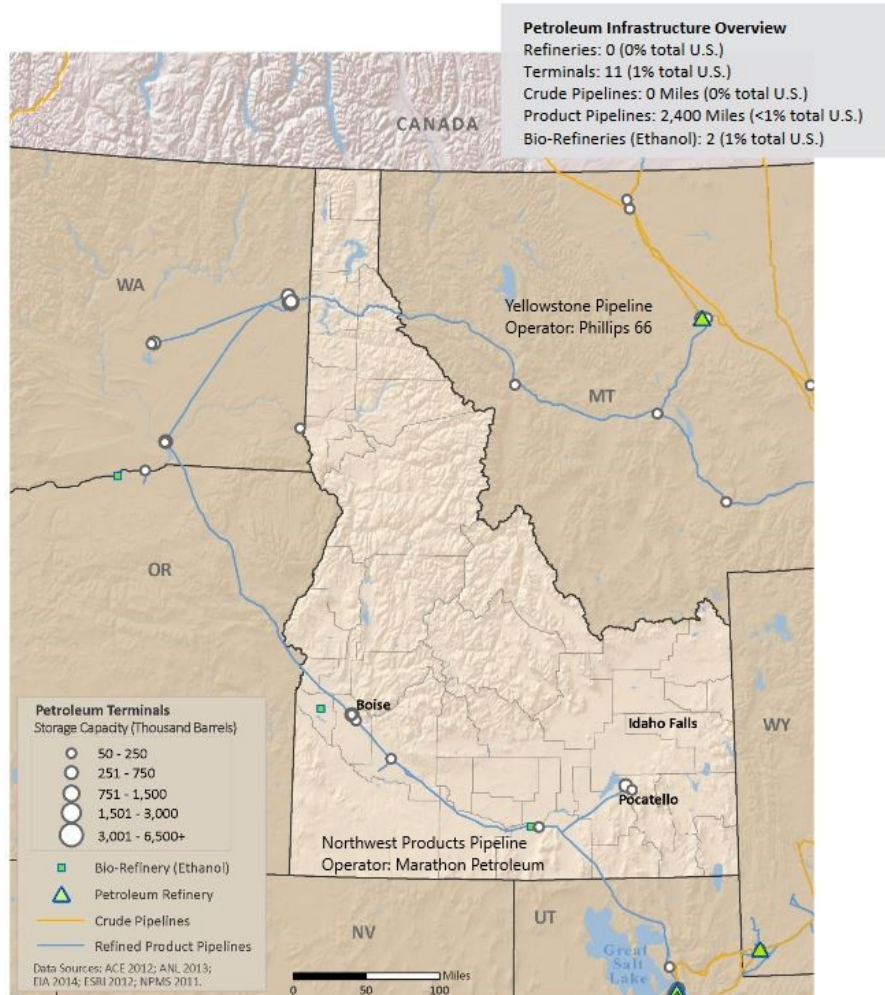 Petroleum Infrastructure Overview
Refineries: 0 (0% total U.S.)
Terminals: 11 (1% total U.S.)
Crude Pipelines: 0 Miles (0% total U.S.)
Product Pipelines: 2,400 Miles (<1% total U.S.)
Bio-Refineries (Ethanol): 2 (1% total U.S.)
CANADA
WA
Yellowstone Pipeline
Operator: Phillips 66
MT
OR
Boise
Idaho Falls
WY
Pocatello
Northwest Products Pipeline
Operator: Marathon Petroleum
NV
UT
Great
Salt
Lake
Petroleum Terminals
Storage Capacity (Thousand Barrels)
50 - 250
251 - 750
751 - 1,500
1,501 - 3,000
3,001 - 6,500+
Bio-Refinery (Ethanol)
Petroleum Refinery
Crude Pipelines
Refined Product Pipelines
Data Sources: ACE 2012; ANL 2013;
EIA 2014; ESRI 2012; NPMS 2011.
Miles
0 50 100